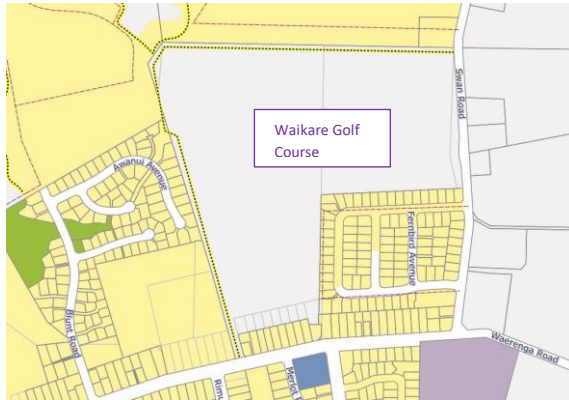 Swan Road
Waikare Golf
Course
Awanui Avenue
Fernbird Avenue
Blunt Road
Waerenga Road